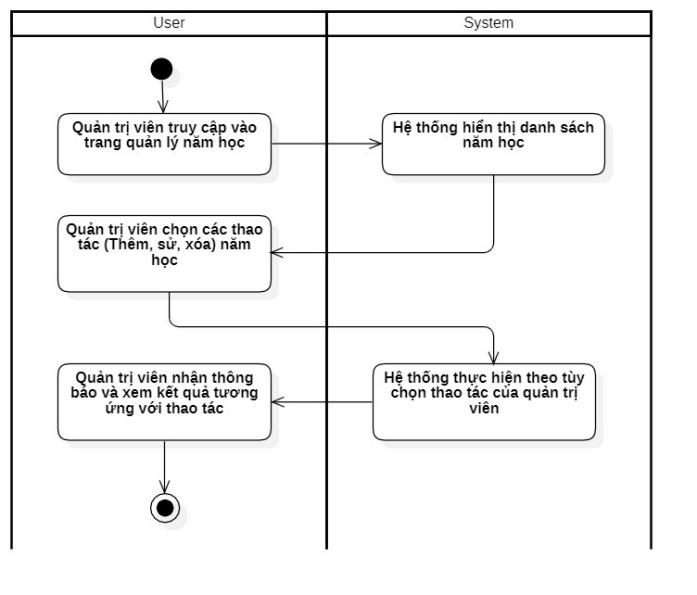 User
System
Quản trị viên truy cập vào
trang quản lý năm học
Hệ thống hiển thị danh sách
năm học
Quản trị viên chọn các thao
tác (Thêm, sử, xóa) năm
học
Hệ thống thực hiện theo tùy
chọn thao tác của quản trị
viên
Quản trị viên nhận thông
bảo và xem kết quả tương
ứng với thao tác